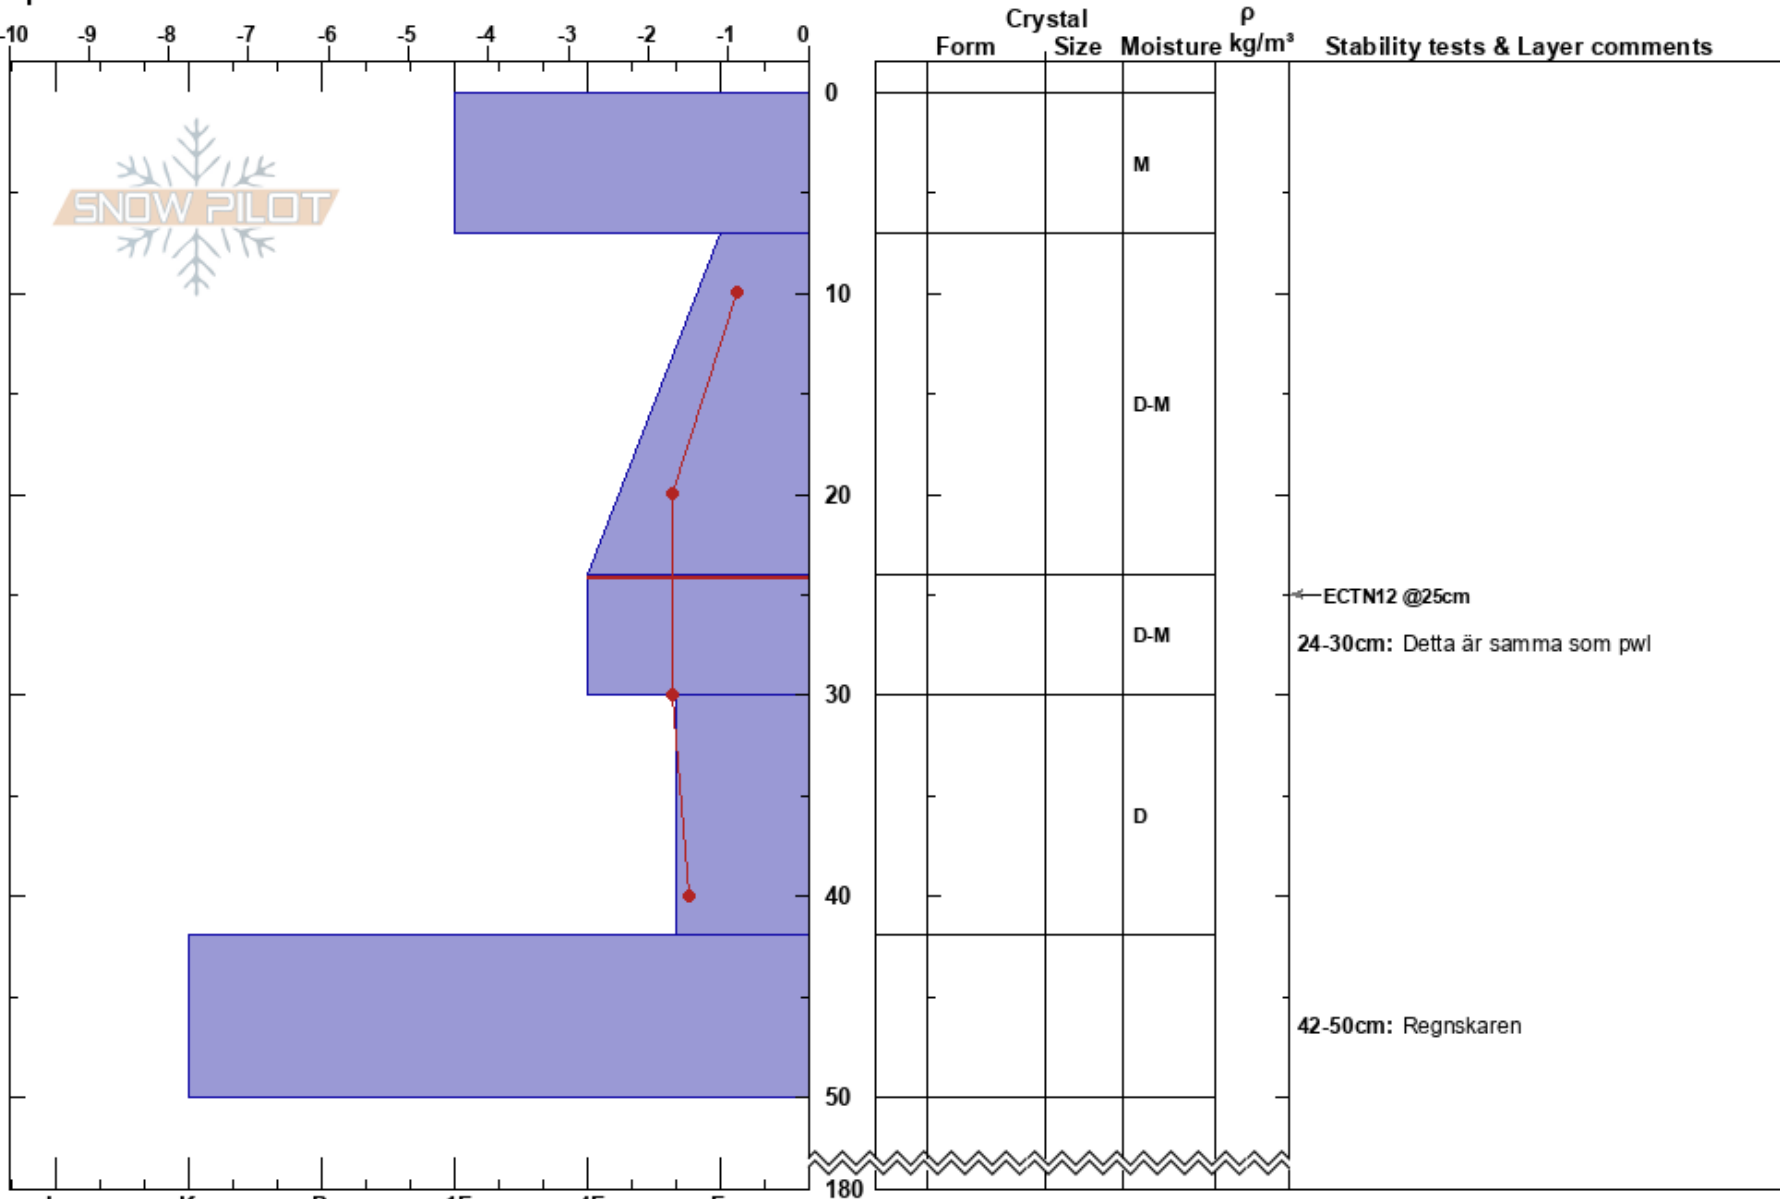 Crystal ρ
-10 -9 -8 -7 -6 -5 -4 -3 -2 -1 0 Form Size Moisture kg/m³ Stability tests & Layer comments
0
SNOW PILOT
M
10
D-M
20
ECTN12 @25cm
D-M
24-30cm: Detta är samma som pwl
30
D
40
42-50cm: Regnskaren
50
180